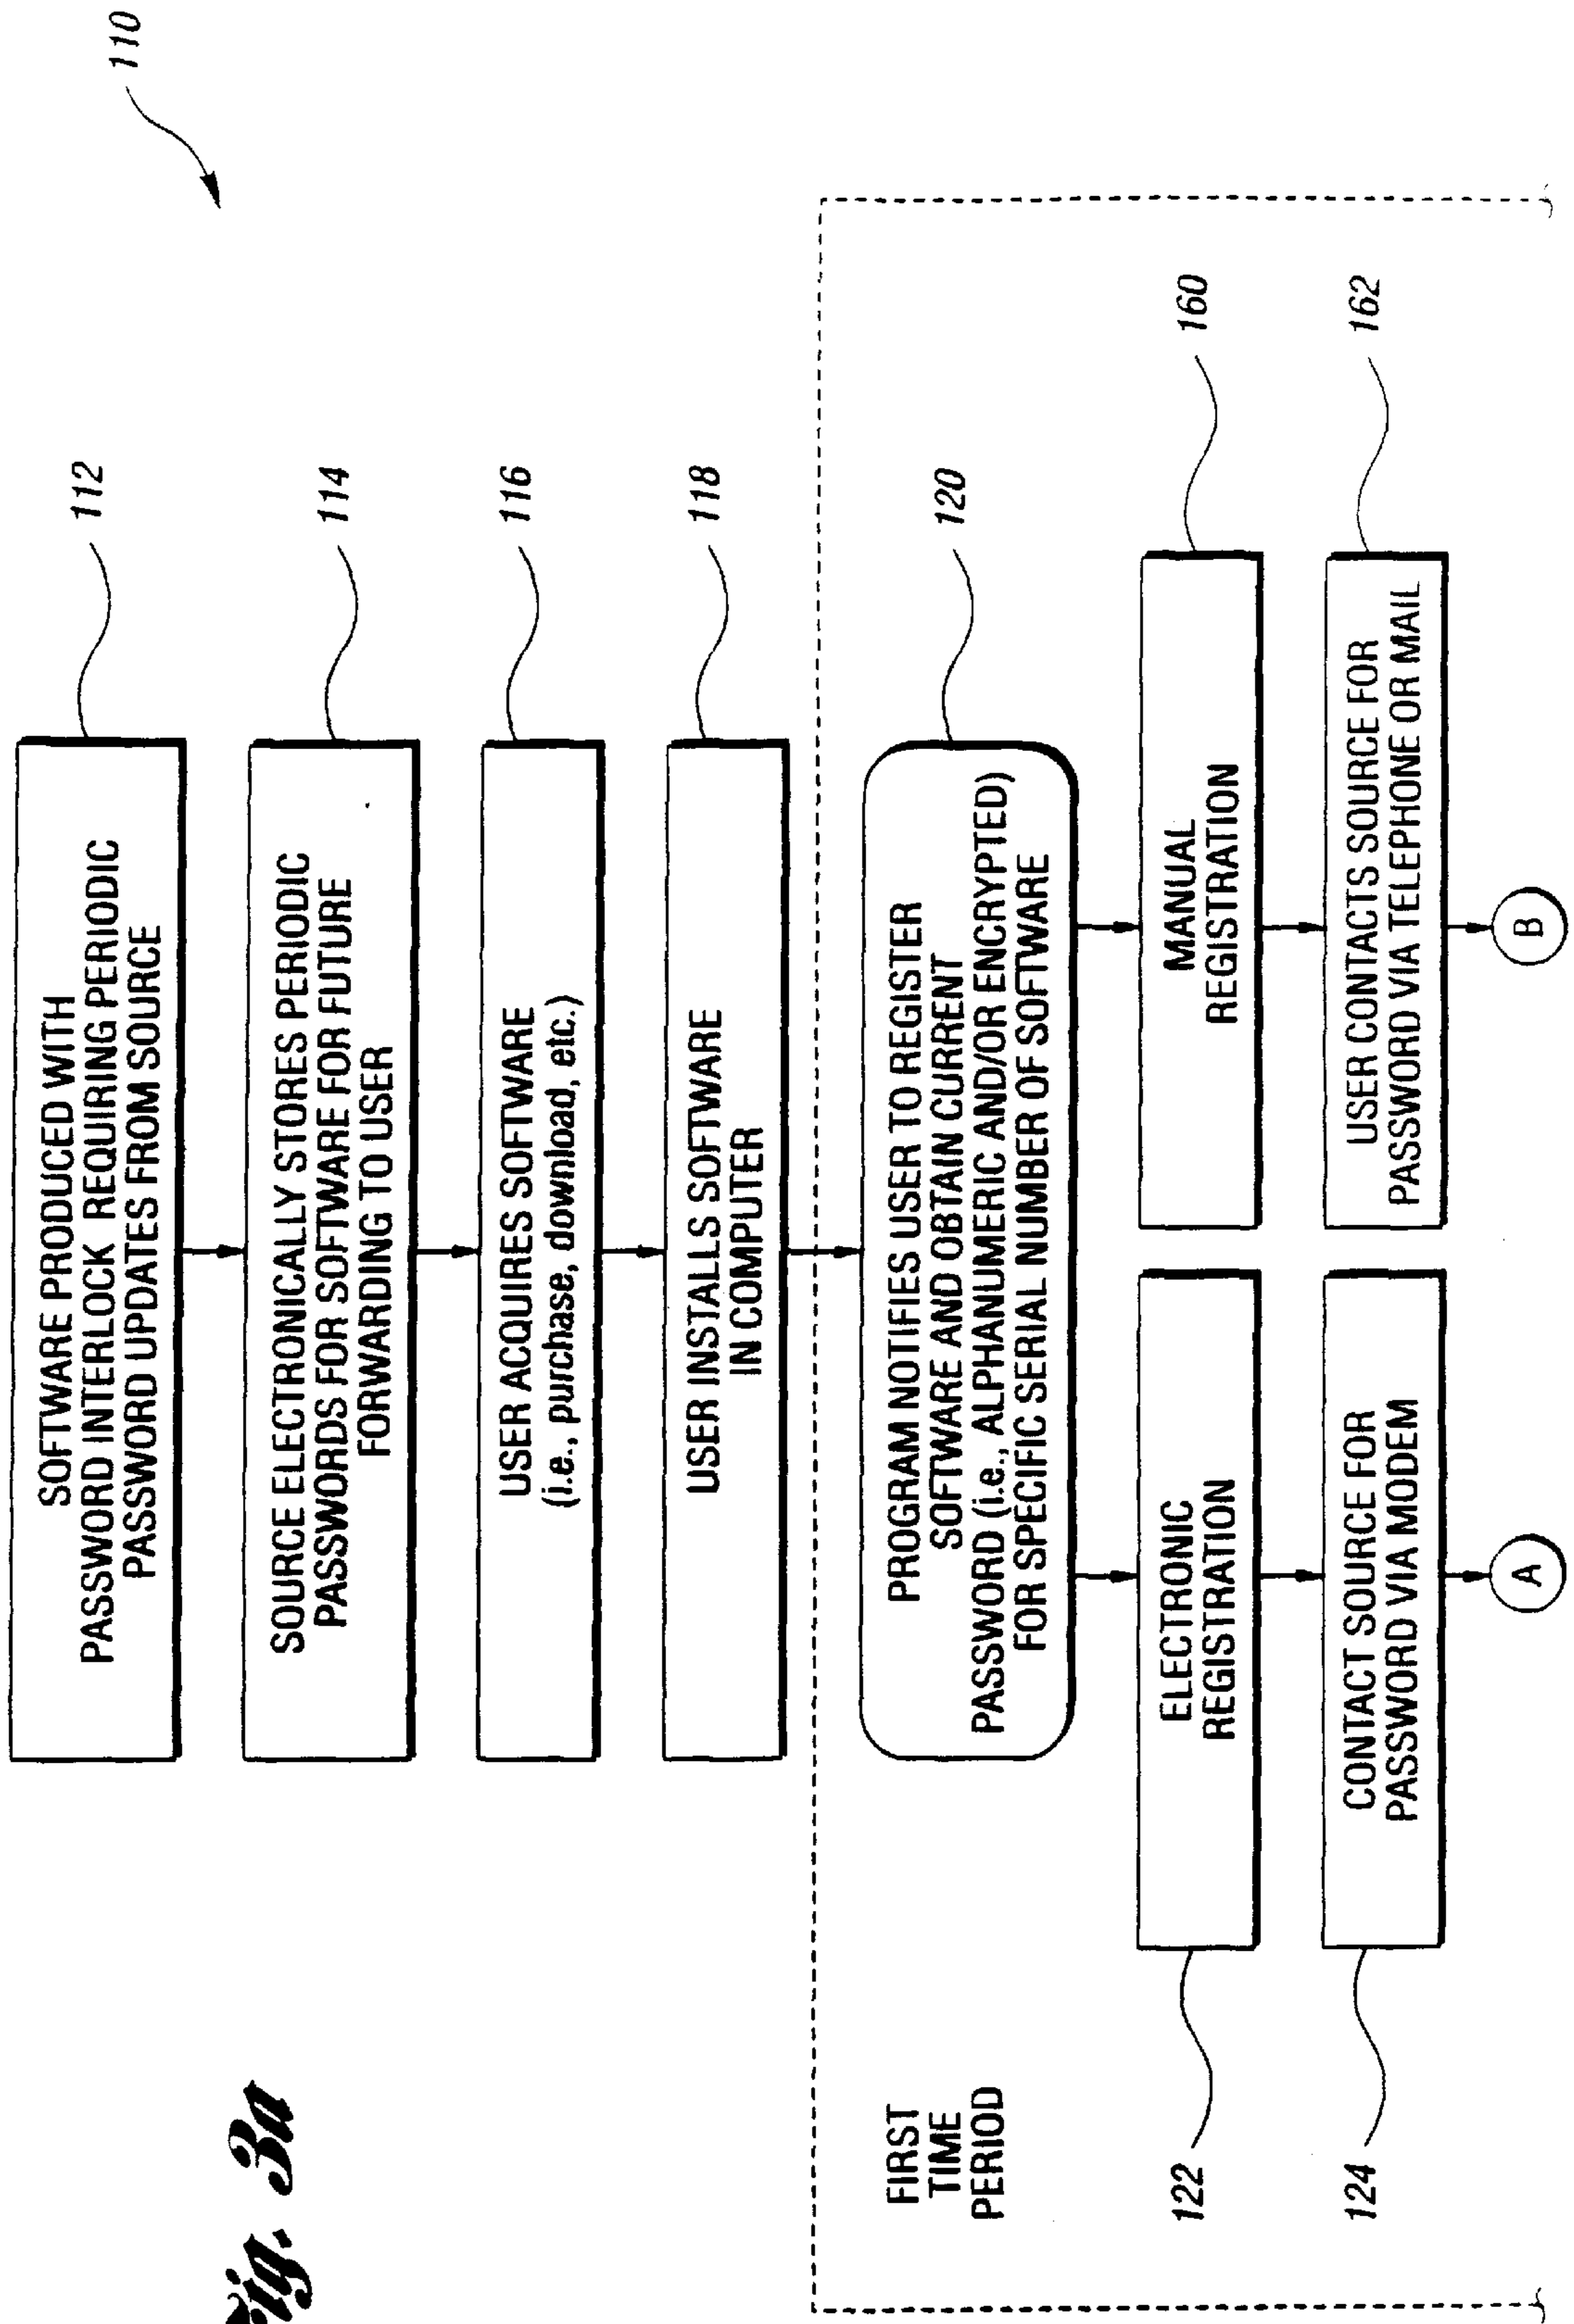 110
SOFTWARE PRODUCED WITH
PASSWORD INTERLOCK REQUIRING PERIODIC
PASSWORD UPDATES FROM SOURCE
112
SOURCE ELECTRONICALLY STORES PERIODIC
PASSWORDS FOR SOFTWARE FOR FUTURE
FORWARDING TO USER
114
USER ACQUIRES SOFTWARE
(i.e., purchase, download, etc.)
116
USER INSTALLS SOFTWARE
IN COMPUTER
118
FIRST
TIME
PERIOD
PROGRAM NOTIFIES USER TO REGISTER
SOFTWARE AND OBTAIN CURRENT
PASSWORD (i.e., ALPHANUMERIC AND/OR ENCRYPTED)
FOR SPECIFIC SERIAL NUMBER OF SOFTWARE
120
122
ELECTRONIC
REGISTRATION
MANUAL
REGISTRATION
160
124
CONTACT SOURCE FOR
PASSWORD VIA MODEM
USER CONTACTS SOURCE FOR
PASSWORD VIA TELEPHONE OR MAIL
162
A
B
Fig. 3a